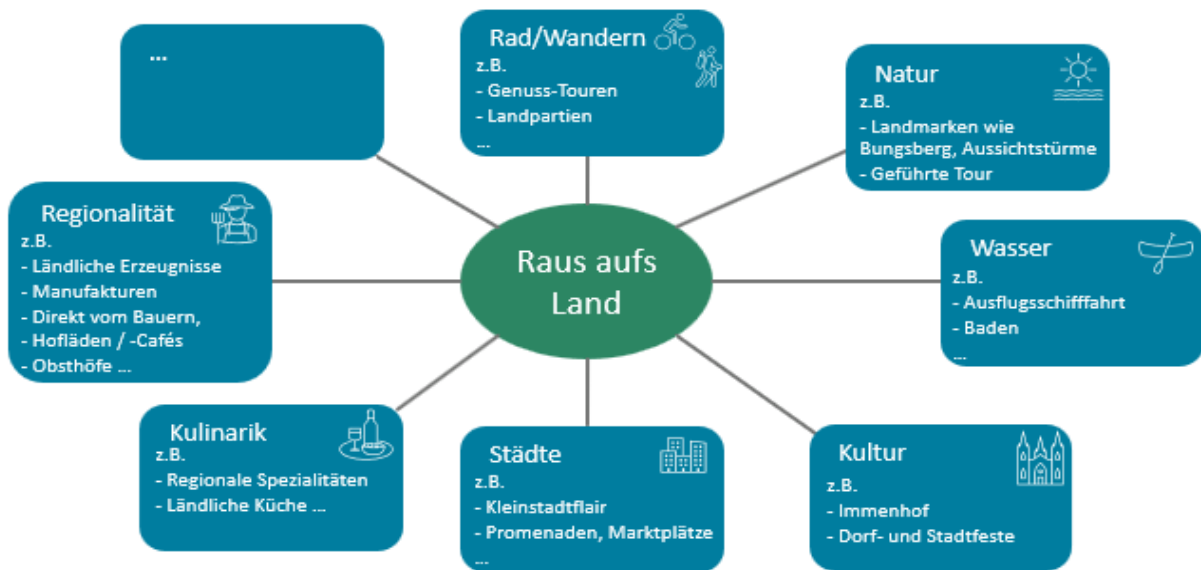 ...
Rad/Wandern
z.B.
- Genuss-Touren
- Landpartien
...
Natur
z.B.
- Landmarken wie
Bungsberg, Aussichtstürme
- Geführte Tour
Regionalität
z.B.
- Ländliche Erzeugnisse
- Manufakturen
- Direkt vom Bauern,
- Hofläden / -Cafés
- Obsthöfe ...
Raus aufs
Land
Wasser
z.B.
- Ausflugsschifffahrt
- Baden
...
Kulinarik
z.B.
- Regionale Spezialitäten
- Ländliche Küche ...
Städte
z.B.
- Kleinstadtflair
- Promenaden, Marktplätze
...
Kultur
z.B.
- Immenhof
- Dorf- und Stadtfeste